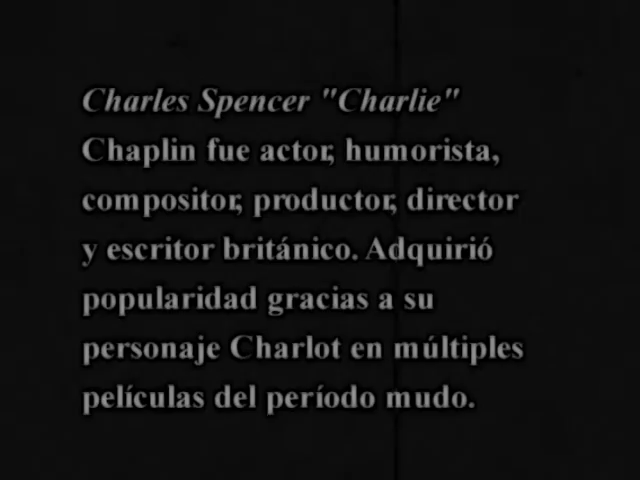 Charles Spencer "Charlie"
Chaplin fue actor, humorista,
compositor, productor, director
y escritor británico. Adquirió
popularidad gracias a su
personaje Charlot en múltiples
películas del período mudo.